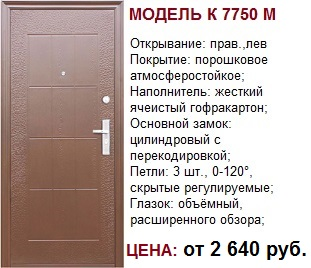 МОДЕЛЬ К 7750 М
Открывание: прав.,лев
Покрытие: порошковое
атмосферостойкое;
Наполнитель: жесткий
ячеистый гофракартон;
Основной замок:
цилиндровый с
перекодировкой;
Петли: 3 шт., 0-120°,
скрытые регулируемые;
Глазок: объёмный,
расширенного обзора;
ЦЕНА: от 2 640 руб.